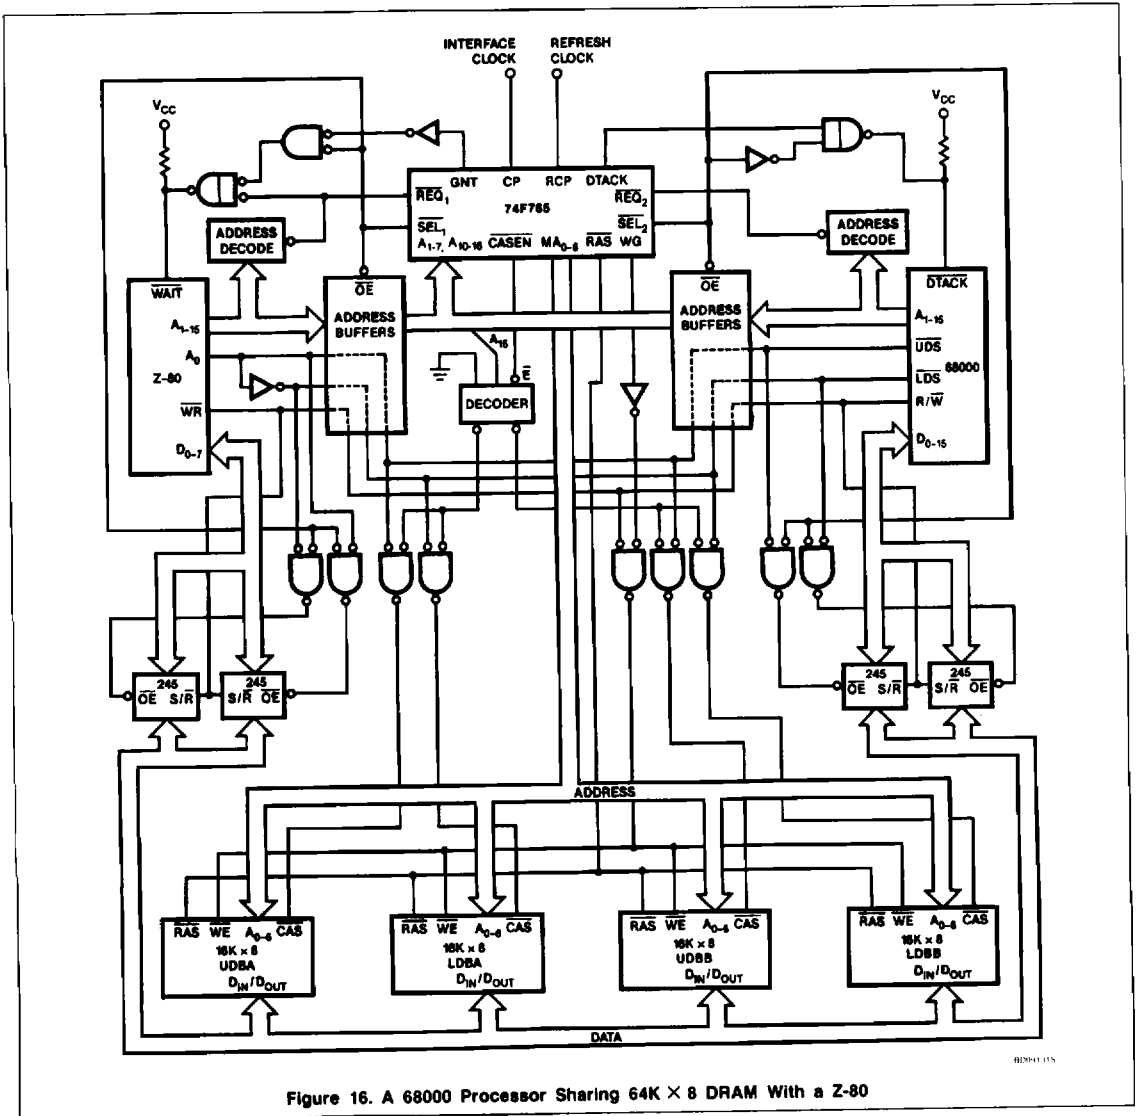 INTERFACE CLOCK
REFRESH CLOCK
VCC
VCC
GNT CP RCP DTACK
REQ1 REQ2
74F765
SEL1 SEL2
A1-7, A10-16 CASEN MA0-6 RAS WG
ADDRESS DECODE
ADDRESS DECODE
WAIT
A1-15
A0
Z-80
WR
D0-7
OE
ADDRESS BUFFERS
A15
E
DECODER
OE
ADDRESS BUFFERS
DTACK
A1-15
UDS
LDS 68000
R/W
D0-15
245
OE S/R
245
S/R OE
245
OE S/R
245
S/R OE
ADDRESS
RAS WE A0-6 CAS
16K × 8
UDBA
DIN/DOUT
RAS WE A0-6 CAS
16K × 8
LDBA
DIN/DOUT
RAS WE A0-6 CAS
16K × 8
UDBB
DIN/DOUT
RAS WE A0-6 CAS
16K × 8
LDBB
DIN/DOUT
DATA
Figure 16. A 68000 Processor Sharing 64K × 8 DRAM With a Z-80